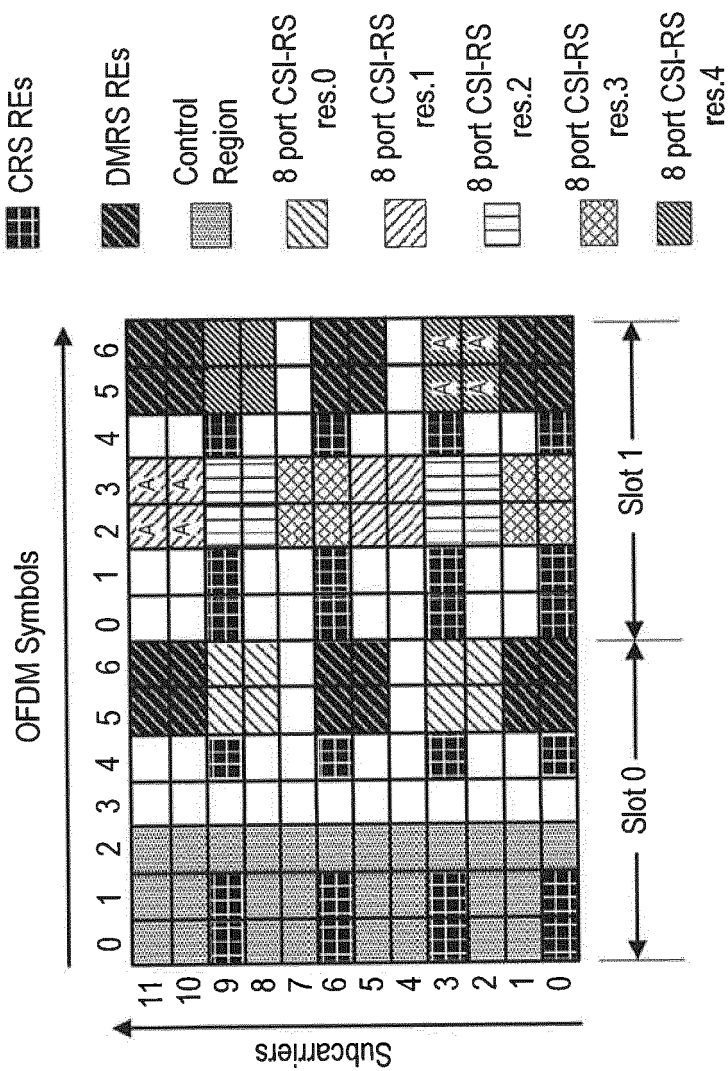 OFDM Symbols
0 1 2 3 4 5 6 0 1 2 3 4 5 6
11 A A
10 A A
9
8
7
6
5
4
3 A A
2 A A
1
0
Subcarriers
Slot 0 Slot 1
CRS REs
DMRS REs
Control
Region
8 port CSI-RS
res.0
8 port CSI-RS
res.1
8 port CSI-RS
res.2
8 port CSI-RS
res.3
8 port CSI-RS
res.4